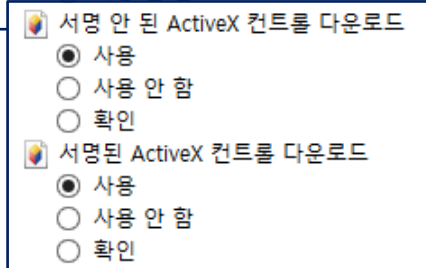 서명 안 된 ActiveX 컨트롤 다운로드
사용
사용 안 함
확인
서명된 ActiveX 컨트롤 다운로드
사용
사용 안 함
확인